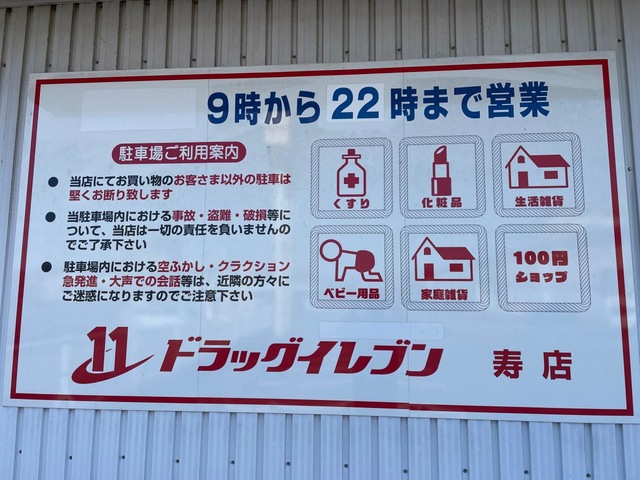 9時から22時まで営業
駐車場ご利用案内
● 当店にてお買い物のお客さま以外の駐車は
堅くお断り致します
● 当駐車場内における事故・盗難・破損等に
ついて、当店は一切の責任を負いませんの
でご了承下さい
● 駐車場内における空ふかし・クラクション
急発進・大声での会話等は、近隣の方々に
ご迷惑になりますのでご注意下さい
くすり
化粧品
生活雑貨
ベビー用品
家庭雑貨
100円
ショップ
11 ドラッグイレブン 寿店